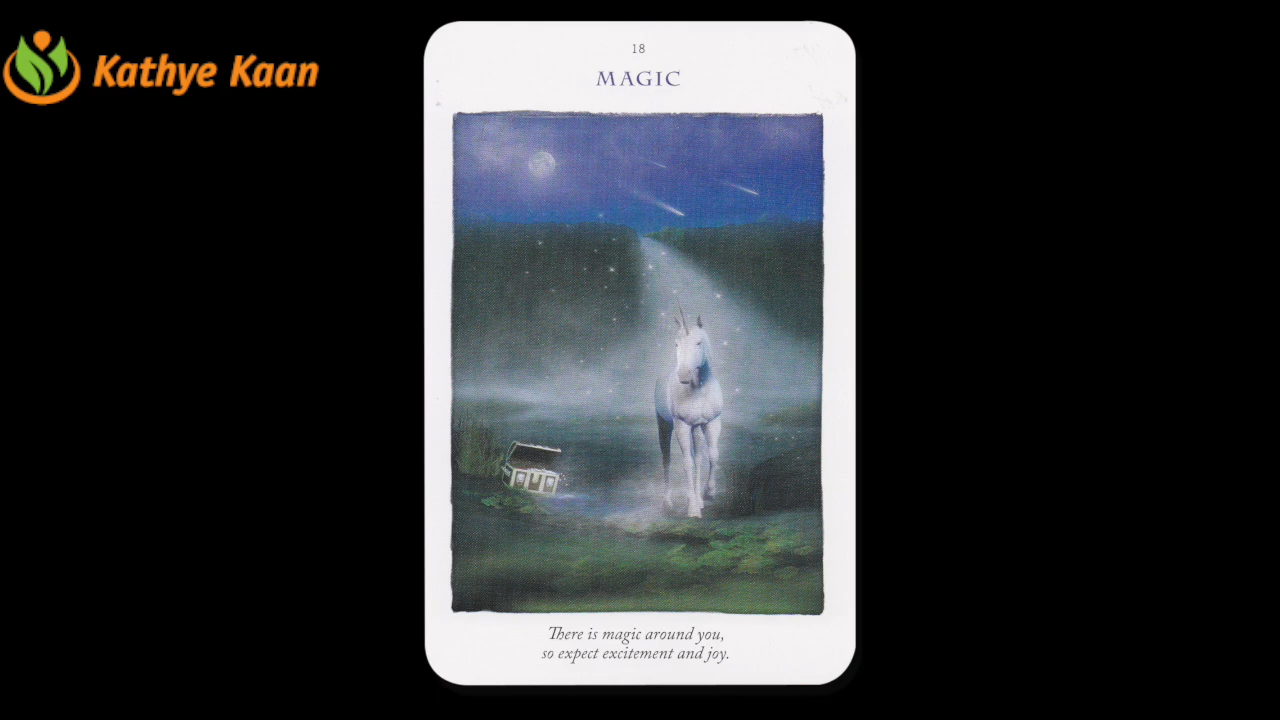 Kathye Kaan
18
MAGIC
There is magic around you,
so expect excitement and joy.